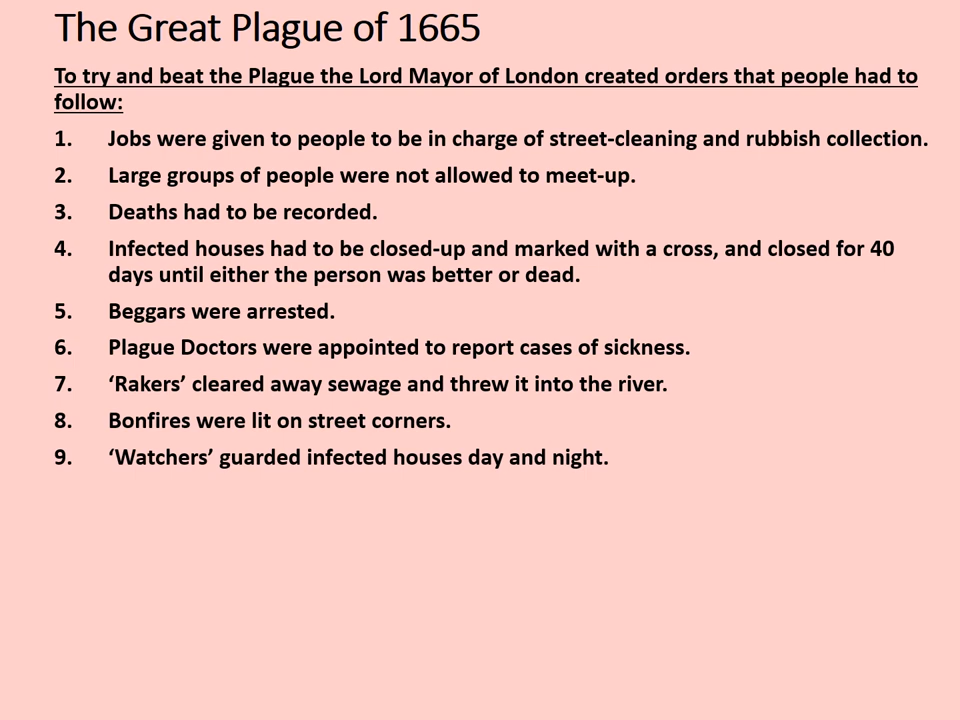 The Great Plague of 1665
To try and beat the Plague the Lord Mayor of London created orders that people had to
follow:
1. Jobs were given to people to be in charge of street-cleaning and rubbish collection.
2. Large groups of people were not allowed to meet-up.
3. Deaths had to be recorded.
4. Infected houses had to be closed-up and marked with a cross, and closed for 40
days until either the person was better or dead.
5. Beggars were arrested.
6. Plague Doctors were appointed to report cases of sickness.
7. ‘Rakers’ cleared away sewage and threw it into the river.
8. Bonfires were lit on street corners.
9. ‘Watchers’ guarded infected houses day and night.